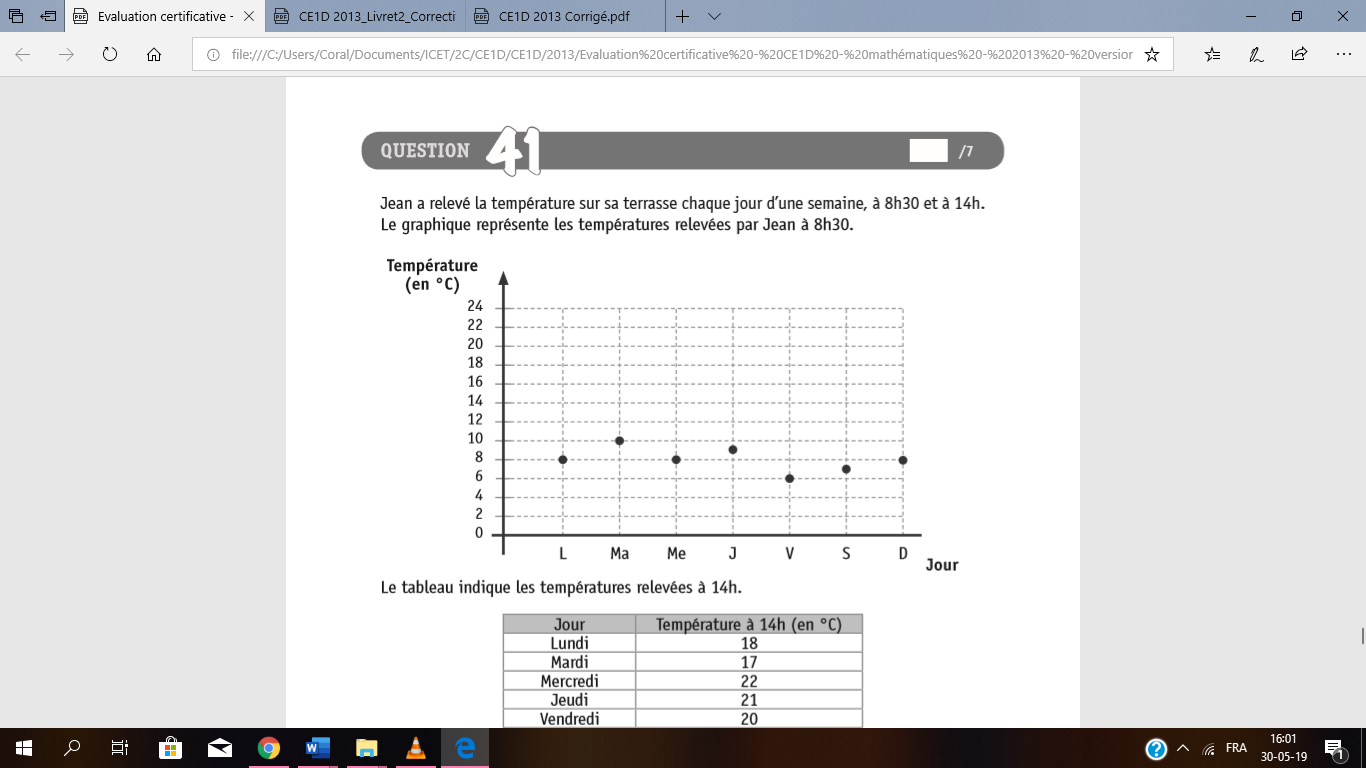 Evaluation certificative -
CE1D 2013_Livret2_Correcti
CE1D 2013 Corrigé.pdf
file:///C:/Users/Coral/Documents/ICET/2C/CE1D/CE1D/2013/Evaluation%20certificative%20-%20CE1D%20-%20mathématiques%20-%202013%20-%20version
QUESTION 41 /7
Jean a relevé la température sur sa terrasse chaque jour d'une semaine, à 8h30 et à 14h.
Le graphique représente les températures relevées par Jean à 8h30.
Température
(en °C)
24
22
20
18
16
14
12
10
8
6
4
2
0
L Ma Me J V S D
Jour
Le tableau indique les températures relevées à 14h.
Jour Température à 14h (en °C)
Lundi 18
Mardi 17
Mercredi 22
Jeudi 21
Vendredi 20
FRA
16:01
30-05-19
1